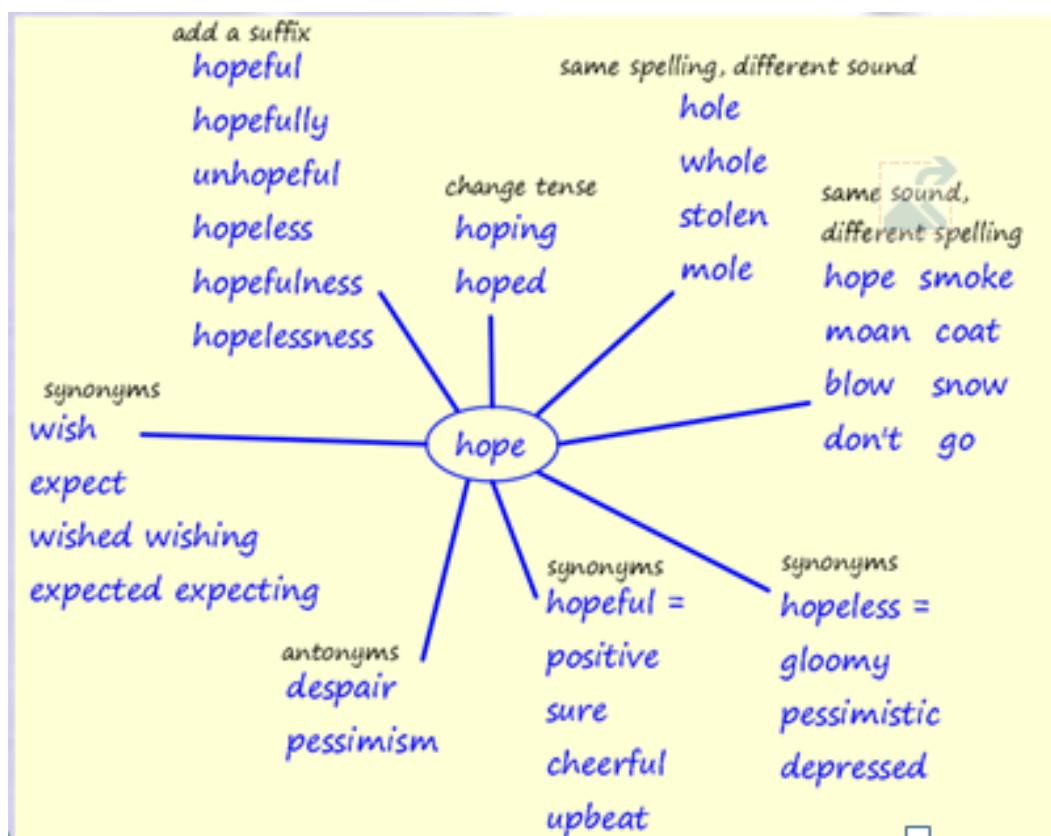 add a suffix
hopeful
hopefully
unhopeful
hopeless
hopefulness
hopelessness
change tense
hoping
hoped
same spelling, different sound
hole
whole
stolen
mole
same sound,
different spelling
hope smoke
moan coat
blow snow
don't go
synonyms
wish
expect
wished wishing
expected expecting
hope
antonyms
despair
pessimism
synonyms
hopeful =
positive
sure
cheerful
upbeat
synonyms
hopeless =
gloomy
pessimistic
depressed